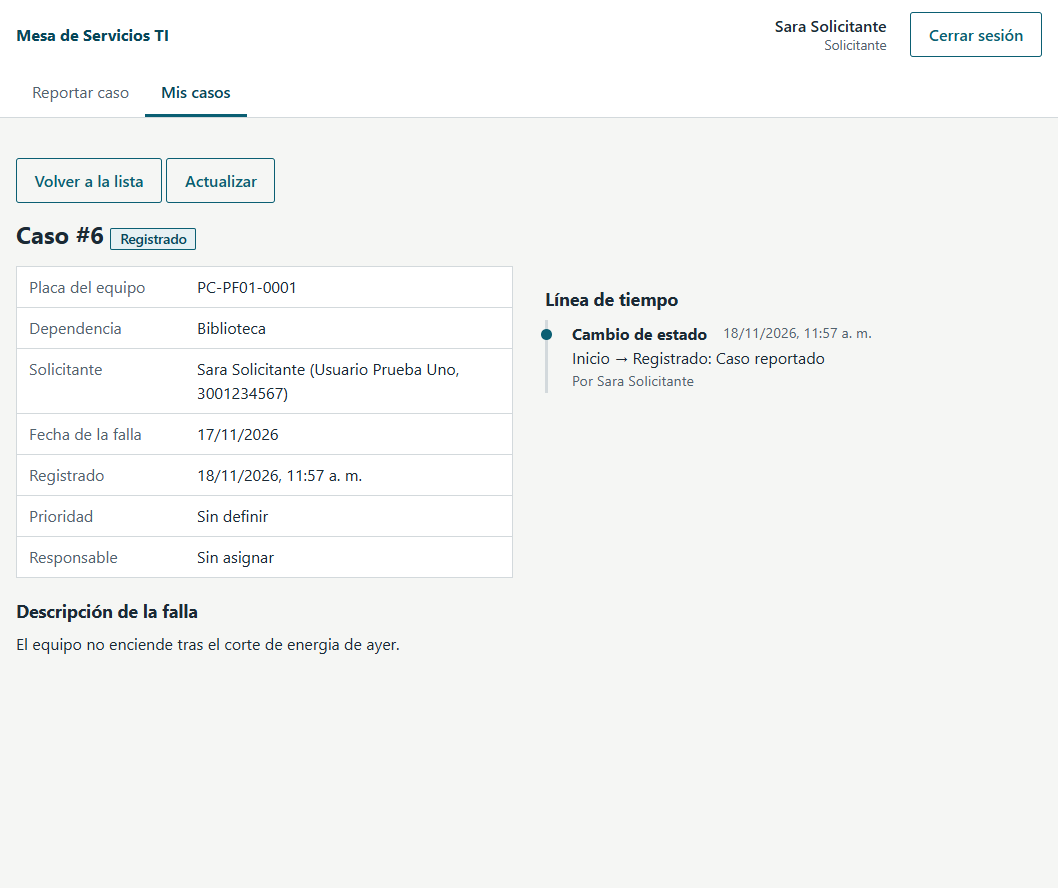 Mesa de Servicios TI
Sara Solicitante
Solicitante
Cerrar sesión
Reportar caso
Mis casos
Volver a la lista
Actualizar
Caso #6 Registrado
Placa del equipo PC-PF01-0001
Dependencia Biblioteca
Solicitante Sara Solicitante (Usuario Prueba Uno,
3001234567)
Fecha de la falla 17/11/2026
Registrado 18/11/2026, 11:57 a. m.
Prioridad Sin definir
Responsable Sin asignar
Descripción de la falla
El equipo no enciende tras el corte de energia de ayer.
Línea de tiempo
Cambio de estado 18/11/2026, 11:57 a. m.
Inicio → Registrado: Caso reportado
Por Sara Solicitante